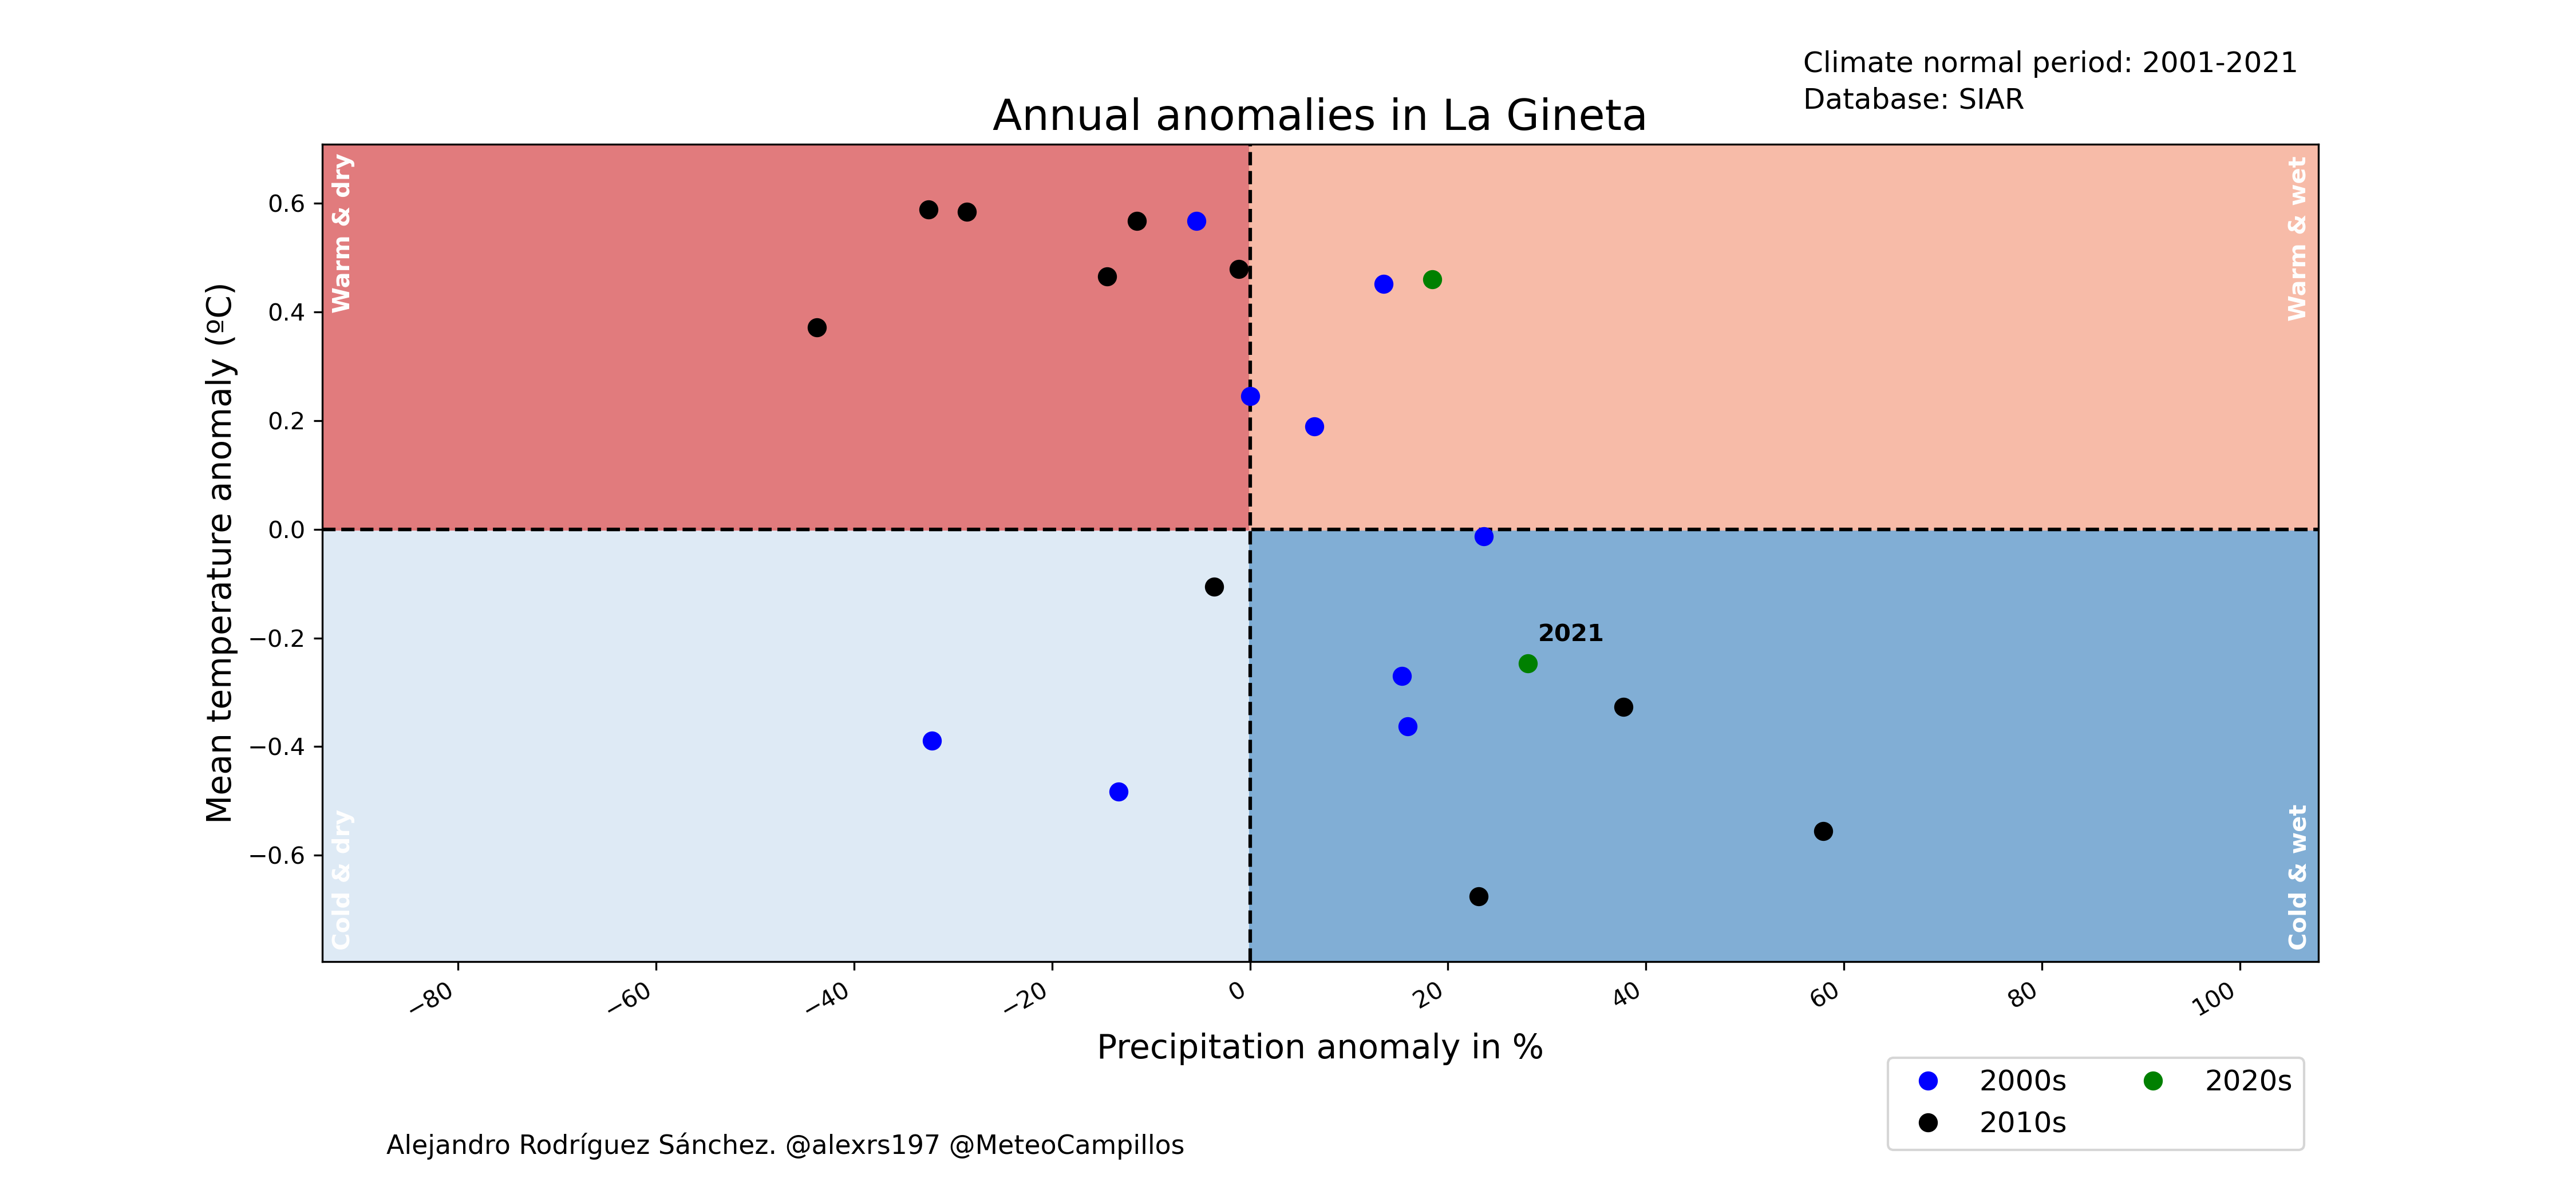 Climate normal period: 2001-2021
Database: SIAR
Annual anomalies in La Gineta
Warm & dry
Warm & wet
Cold & dry
Cold & wet
Mean temperature anomaly (ºC)
0.6
0.4
0.2
0.0
−0.2
−0.4
−0.6
2021
−80
−60
−40
−20
0
20
40
60
80
100
Precipitation anomaly in %
2000s
2010s
2020s
Alejandro Rodríguez Sánchez. @alexrs197 @MeteoCampillos